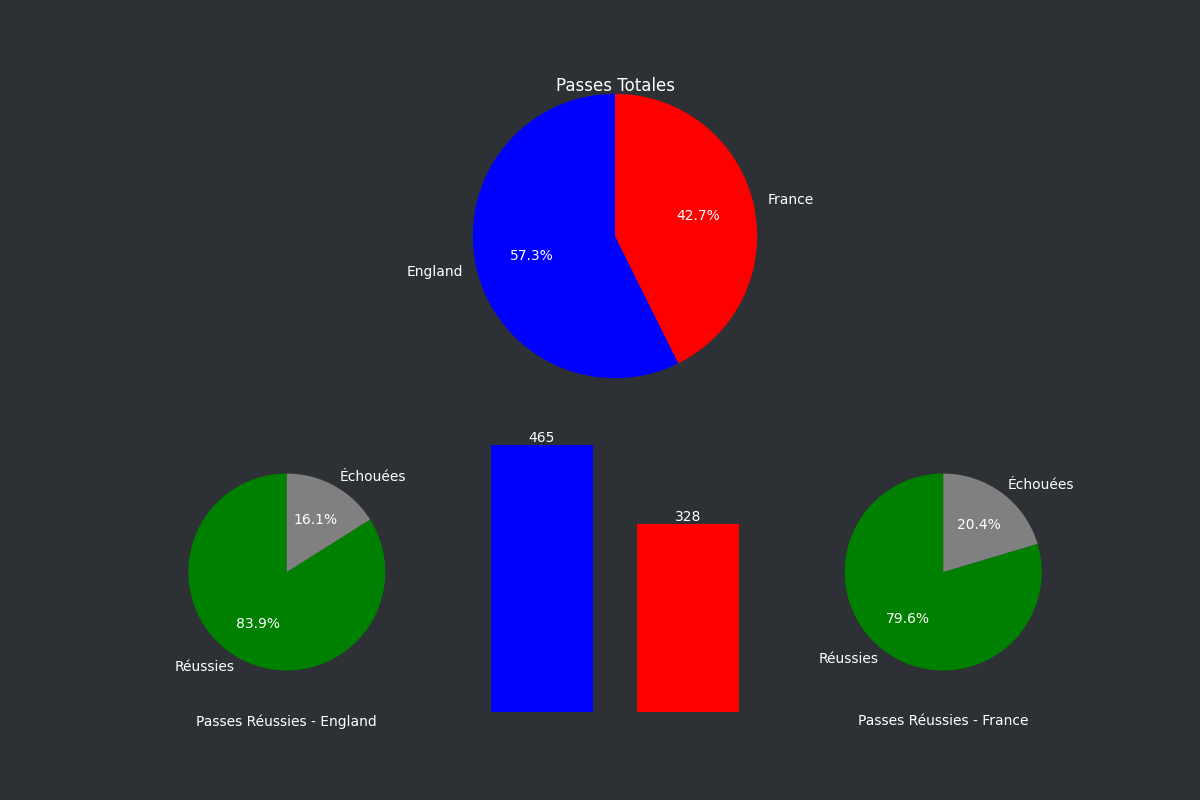 Passes Totales
France
42.7%
57.3%
England
465
Échouées
16.1%
83.9%
Réussies
Passes Réussies - England
328
Échouées
20.4%
79.6%
Réussies
Passes Réussies - France